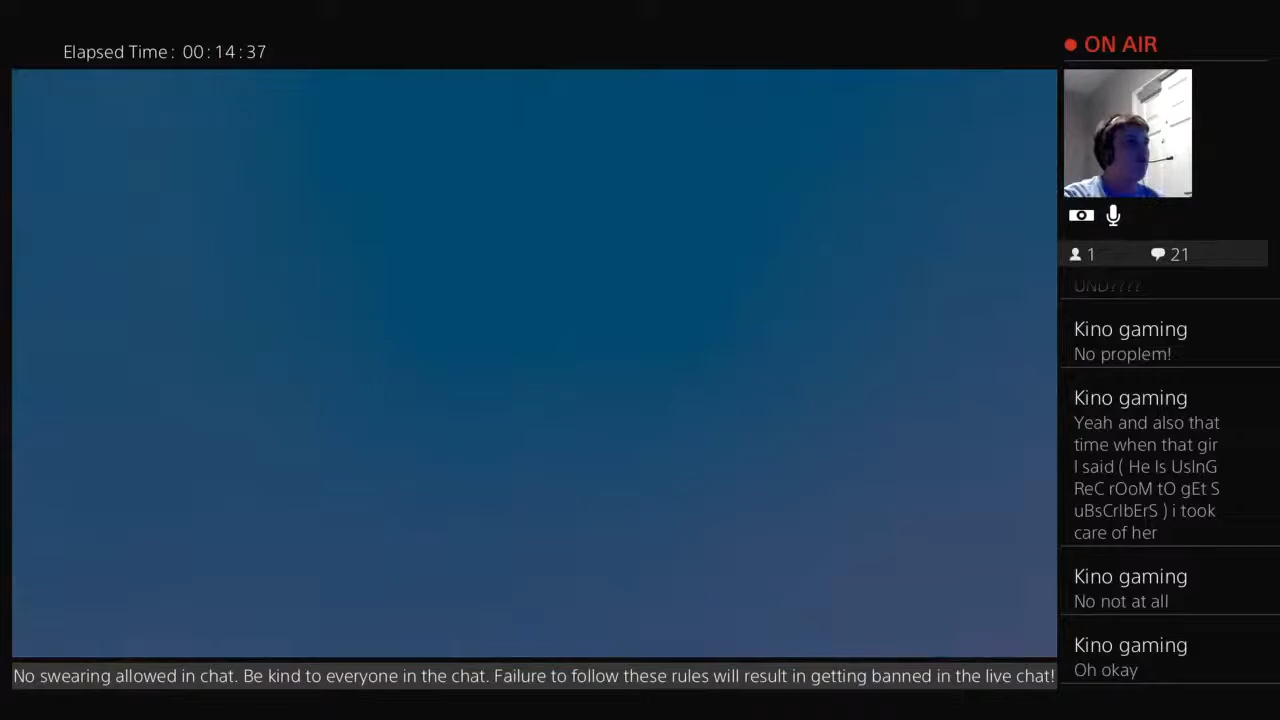 Elapsed Time: 00:14:37
ON AIR
1 21
UND????
Kino gaming
No proplem!
Kino gaming
Yeah and also that
time when that gir
l said ( He Is UsInG
ReC rOoM tO gEt S
uBsCrIbErS ) i took
care of her
Kino gaming
No not at all
Kino gaming
Oh okay
No swearing allowed in chat. Be kind to everyone in the chat. Failure to follow these rules will result in getting banned in the live chat!